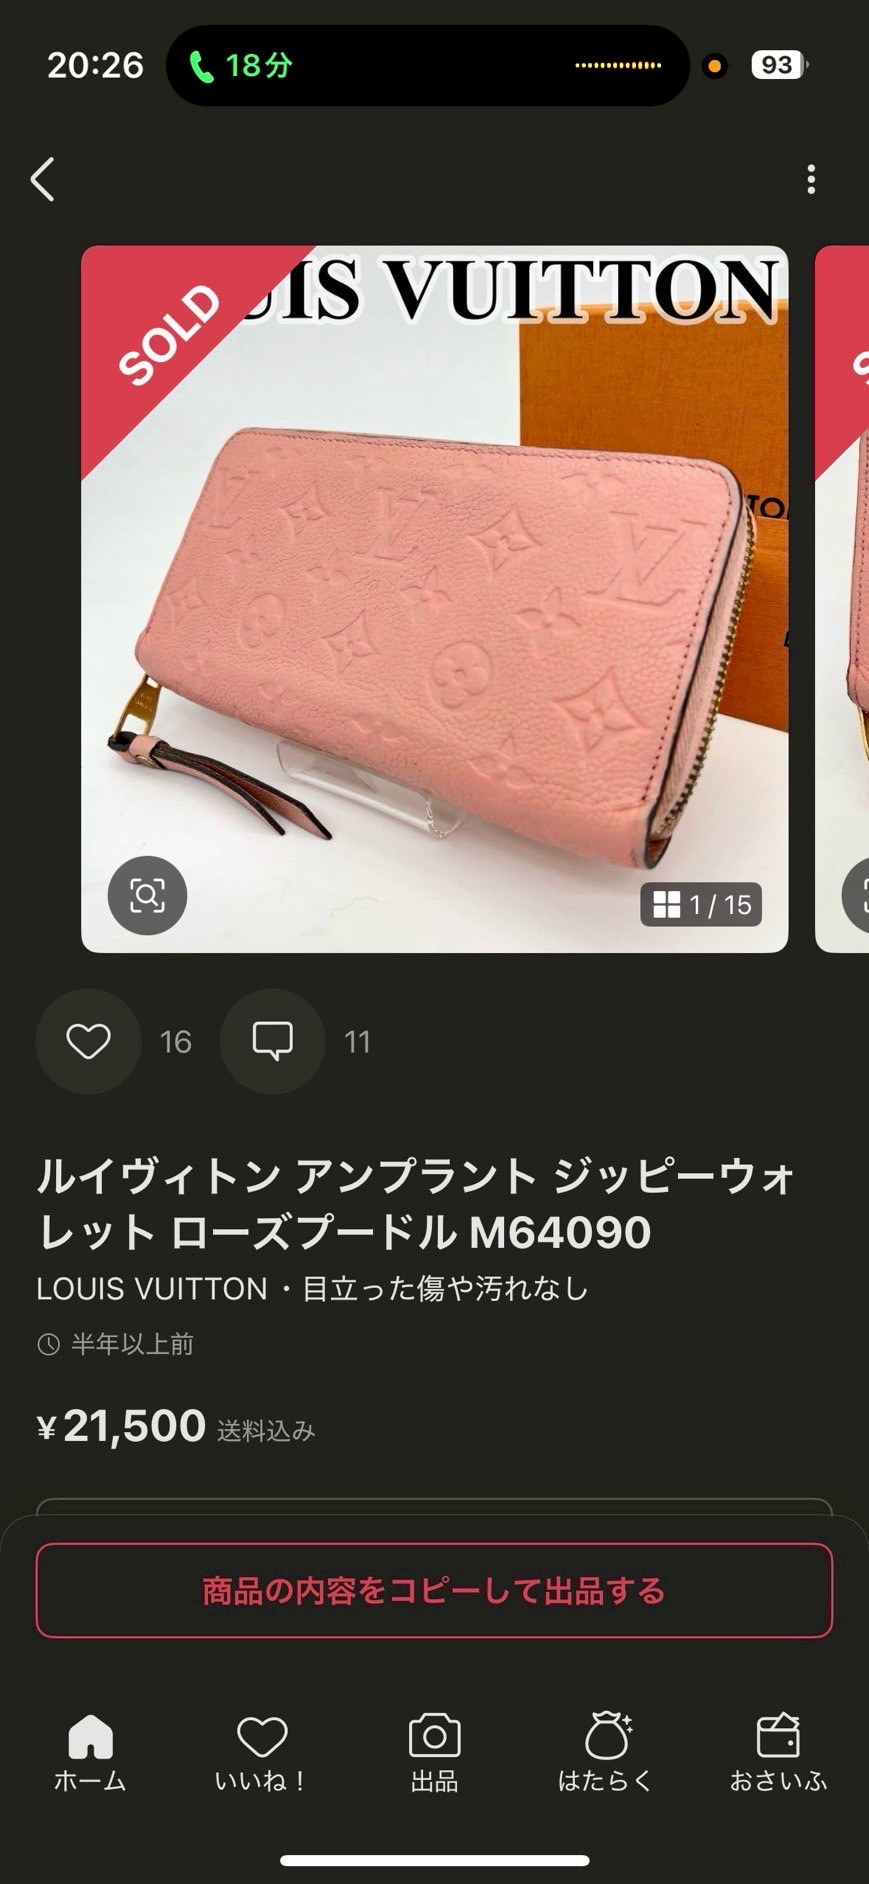 20:26
18分
93
SOLD
UIS VUITTON
1 / 15
16
11
ルイヴィトン アンプラント ジッピーウォ
レット ローズプードル M64090
LOUIS VUITTON・目立った傷や汚れなし
半年以上前
¥21,500 送料込み
商品の内容をコピーして出品する
ホーム
いいね！
出品
はたらく
おさいふ